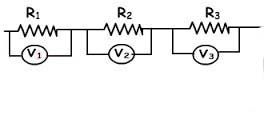 R₁ R₂ R₃
V₁ V₂ V₃